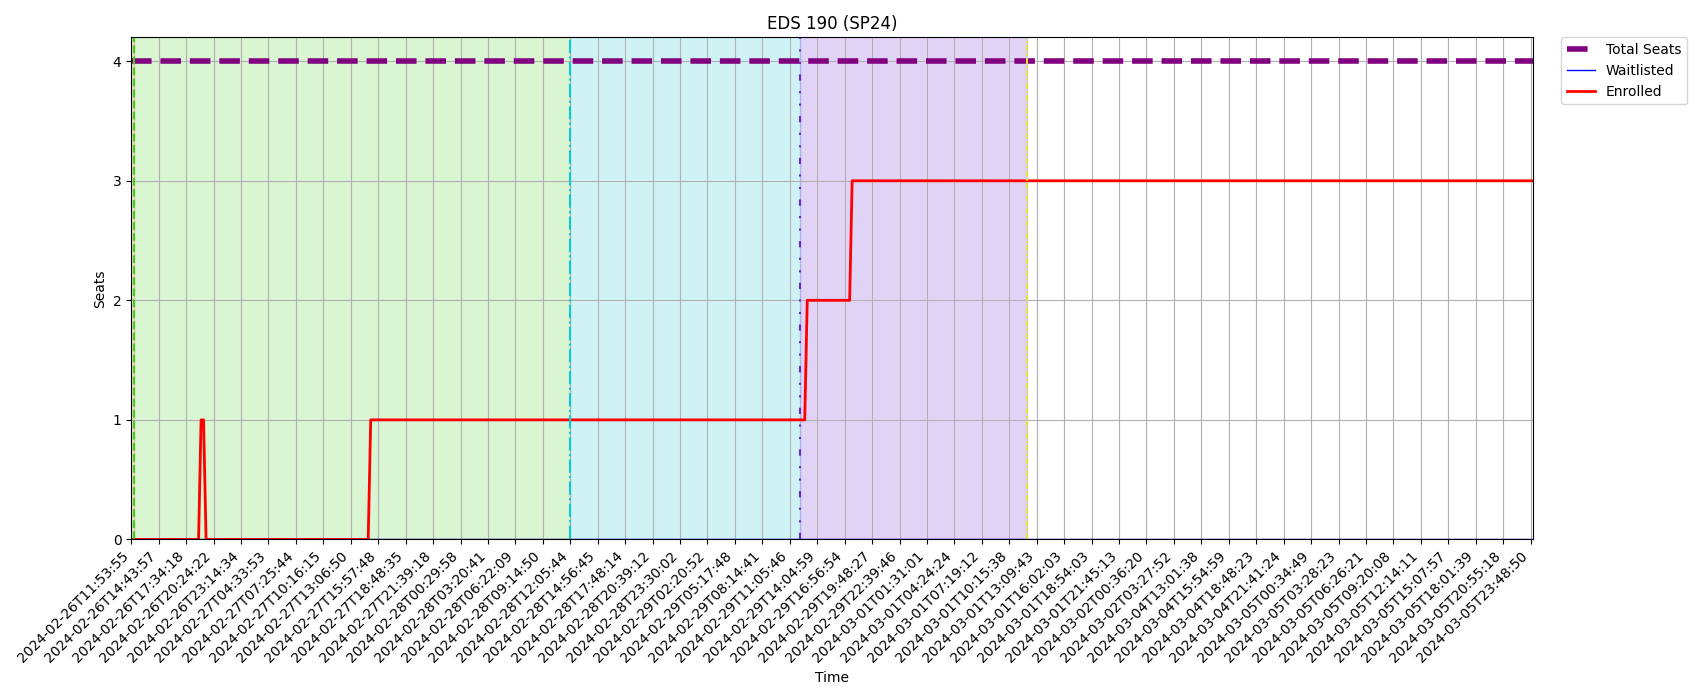 EDS 190 (SP24)
Total Seats
Waitlisted
Enrolled
Seats
4
3
2
1
0
2024-02-26T11:53:55
2024-02-26T14:43:57
2024-02-26T17:34:18
2024-02-26T20:24:22
2024-02-26T23:14:34
2024-02-27T04:33:53
2024-02-27T07:25:44
2024-02-27T10:16:15
2024-02-27T13:06:50
2024-02-27T15:57:48
2024-02-27T18:48:35
2024-02-27T21:39:18
2024-02-28T00:29:58
2024-02-28T03:20:41
2024-02-28T06:22:09
2024-02-28T09:14:50
2024-02-28T12:05:44
2024-02-28T14:56:45
2024-02-28T17:48:14
2024-02-28T20:39:12
2024-02-28T23:30:02
2024-02-29T02:20:52
2024-02-29T05:17:48
2024-02-29T08:14:41
2024-02-29T11:05:46
2024-02-29T14:04:59
2024-02-29T16:56:54
2024-02-29T19:48:27
2024-02-29T22:39:46
2024-03-01T01:31:01
2024-03-01T04:24:24
2024-03-01T07:19:12
2024-03-01T10:15:38
2024-03-01T13:09:43
2024-03-01T16:02:03
2024-03-01T18:54:03
2024-03-01T21:45:13
2024-03-02T00:36:20
2024-03-02T03:27:52
2024-03-04T13:01:38
2024-03-04T15:54:59
2024-03-04T18:48:23
2024-03-04T21:41:24
2024-03-05T00:34:49
2024-03-05T03:28:23
2024-03-05T06:26:21
2024-03-05T09:20:08
2024-03-05T12:14:11
2024-03-05T15:07:57
2024-03-05T18:01:39
2024-03-05T20:55:18
2024-03-05T23:48:50
Time